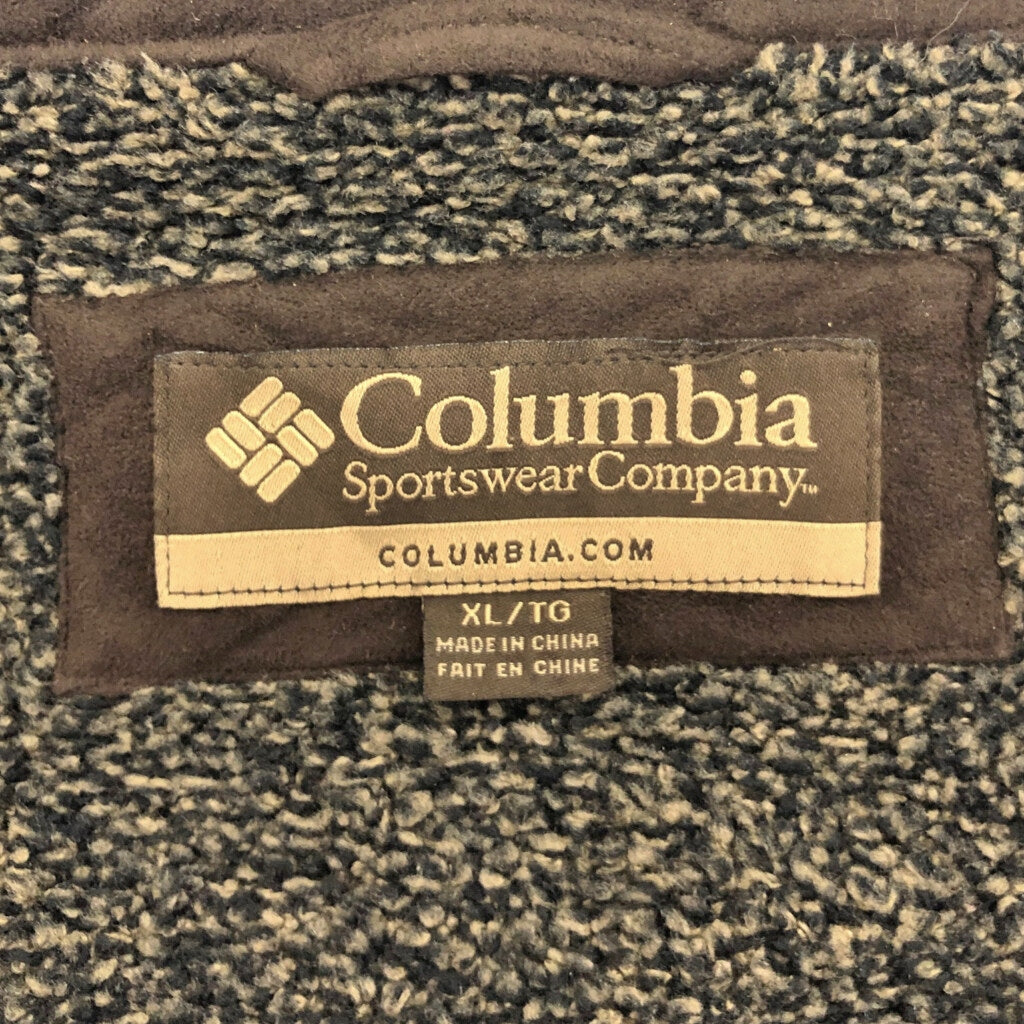 Columbia
Sportswear Company™
COLUMBIA.COM
XL/TG
MADE IN CHINA
FAIT EN CHINE